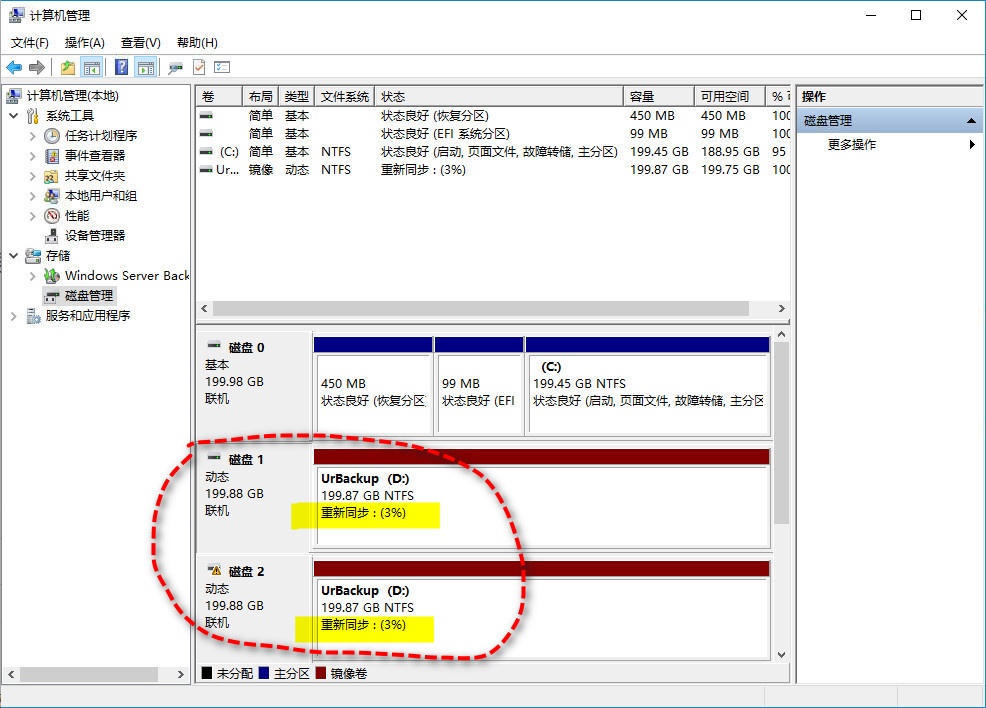 计算机管理
文件(F) 操作(A) 查看(V) 帮助(H)
计算机管理(本地)
系统工具
任务计划程序
事件查看器
共享文件夹
本地用户和组
性能
设备管理器
存储
Windows Server Back
磁盘管理
服务和应用程序
卷 布局 类型 文件系统 状态 容量 可用空间 %
简单 基本 状态良好 (恢复分区) 450 MB 450 MB 100
简单 基本 状态良好 (EFI 系统分区) 99 MB 99 MB 100
(C:) 简单 基本 NTFS 状态良好 (启动, 页面文件, 故障转储, 主分区) 199.45 GB 188.95 GB 95
Ur... 镜像 动态 NTFS 重新同步 : (3%) 199.87 GB 199.75 GB 100
磁盘 0
基本
199.98 GB
联机
450 MB
状态良好 (恢复分区
99 MB
状态良好 (EFI
(C:)
199.45 GB NTFS
状态良好 (启动, 页面文件, 故障转储, 主分区
磁盘 1
动态
199.88 GB
联机
UrBackup (D:)
199.87 GB NTFS
重新同步 : (3%)
磁盘 2
动态
199.88 GB
联机
UrBackup (D:)
199.87 GB NTFS
重新同步 : (3%)
未分配 主分区 镜像卷
操作
磁盘管理
更多操作